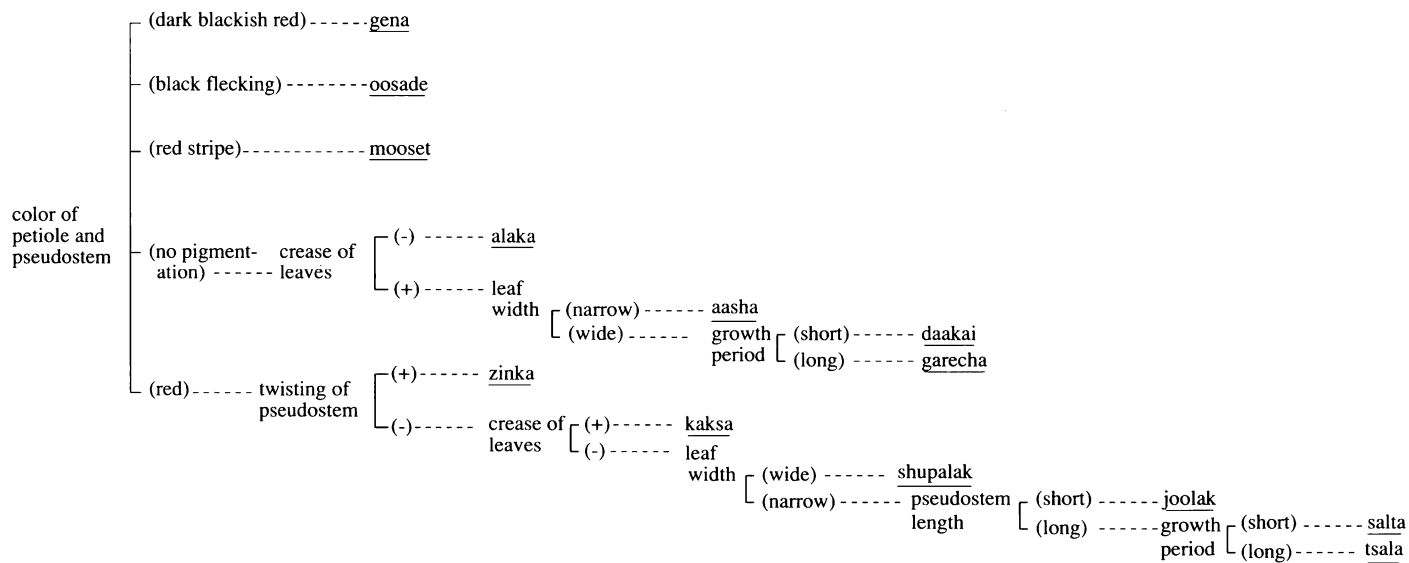 (dark blackish red) ------ gena
(black flecking) -------- oosade
(red stripe) ------------ mooset
color of
petiole and
pseudostem
(no pigment-
ation) ------ crease of
leaves
(-) ------ alaka
(+) ------ leaf
width
(narrow) ------ aasha
(wide) ------ growth
period
(short) ------ daakai
(long) ------ garecha
(red) ------ twisting of
pseudostem
(+) ------ zinka
(-) ------ crease of
leaves
(+) ------ kaksa
(-) ------ leaf
width
(wide) ------ shupalak
(narrow) ------ pseudostem
length
(short) ------ joolak
(long) ------ growth
period
(short) ------ salta
(long) ------ tsala